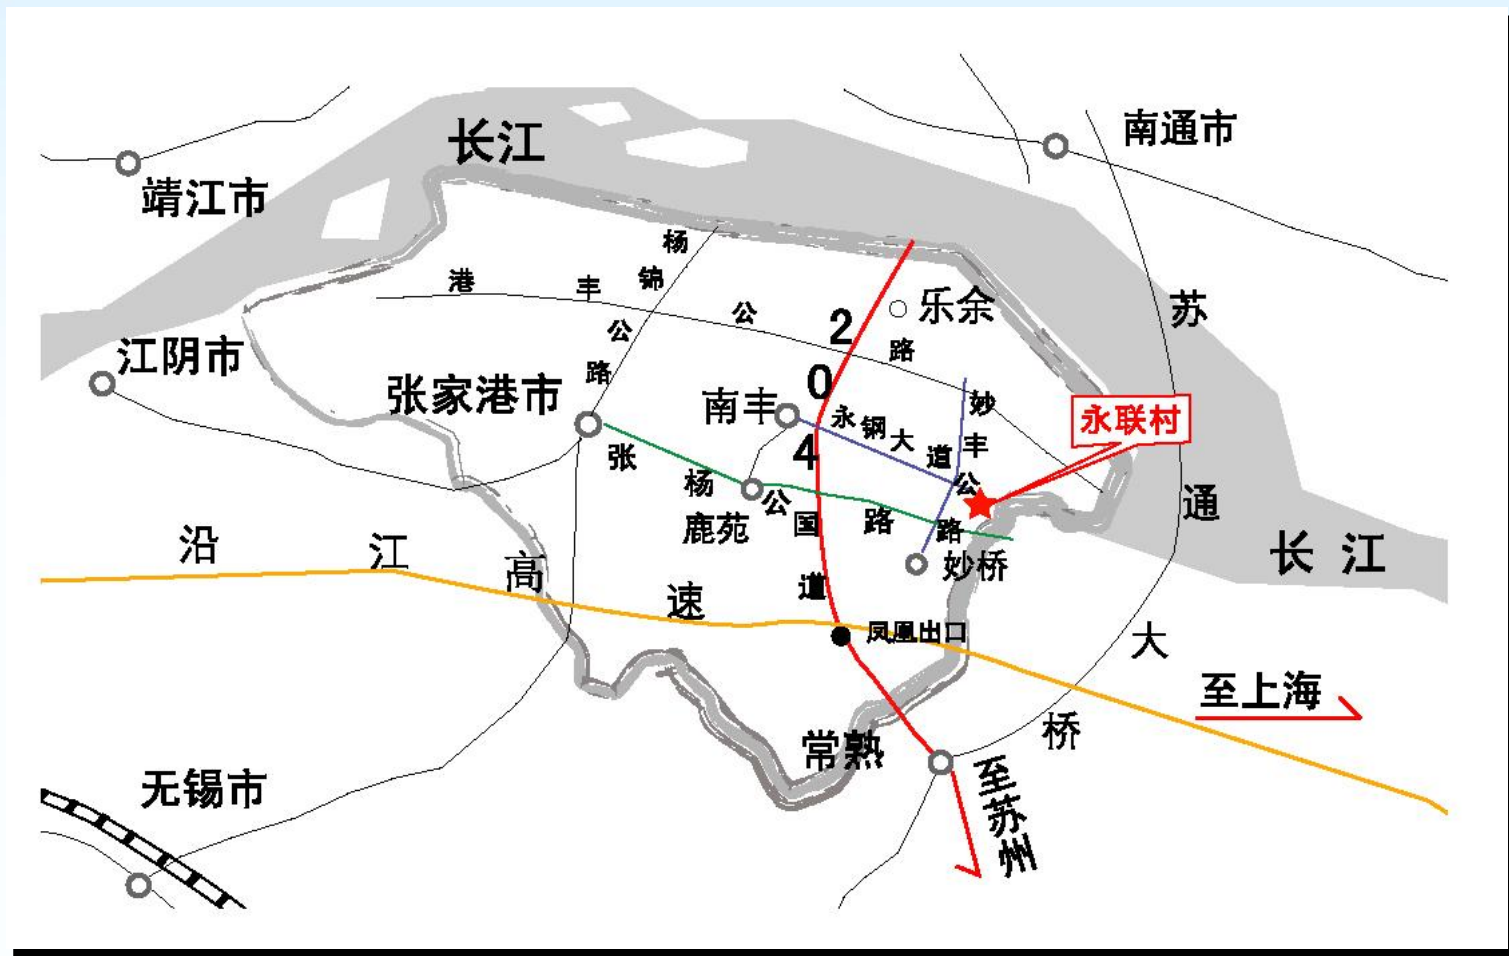 长江
南通市
靖江市
杨锦公路
港丰公路
乐余
苏通大桥
204国道
江阴市
张家港市
南丰
永钢大道
妙丰公路
永联村
张杨公路
鹿苑
沿江高速
妙桥
长江
凤凰出口
至上海
常熟
至苏州
无锡市